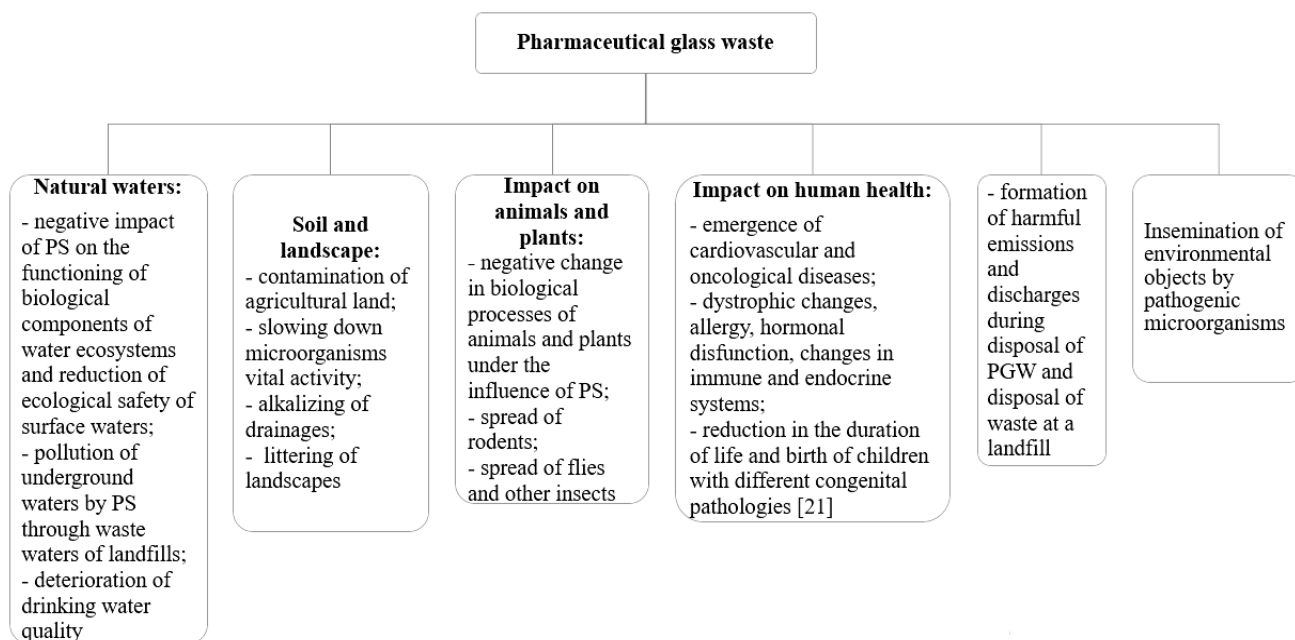 Pharmaceutical glass waste
Natural waters:
- negative impact
of PS on the
functioning of
biological
components of
water ecosystems
and reduction of
ecological safety of
surface waters;
- pollution of
underground
waters by PS
through waste
waters of landfills;
- deterioration of
drinking water
quality
Soil and
landscape:
- contamination of
agricultural land;
- slowing down
microorganisms
vital activity;
- alkalizing of
drainages;
- littering of
landscapes
Impact on
animals and
plants:
- negative change
in biological
processes of
animals and plants
under the
influence of PS;
- spread of
rodents;
- spread of flies
and other insects
Impact on human health:
- emergence of
cardiovascular and
oncological diseases;
- dystrophic changes,
allergy, hormonal
disfunction, changes in
immune and endocrine
systems;
- reduction in the duration
of life and birth of children
with different congenital
pathologies [21]
- formation
of harmful
emissions
and
discharges
during
disposal of
PGW and
disposal of
waste at a
landfill
Insemination of
environmental
objects by
pathogenic
microorganisms